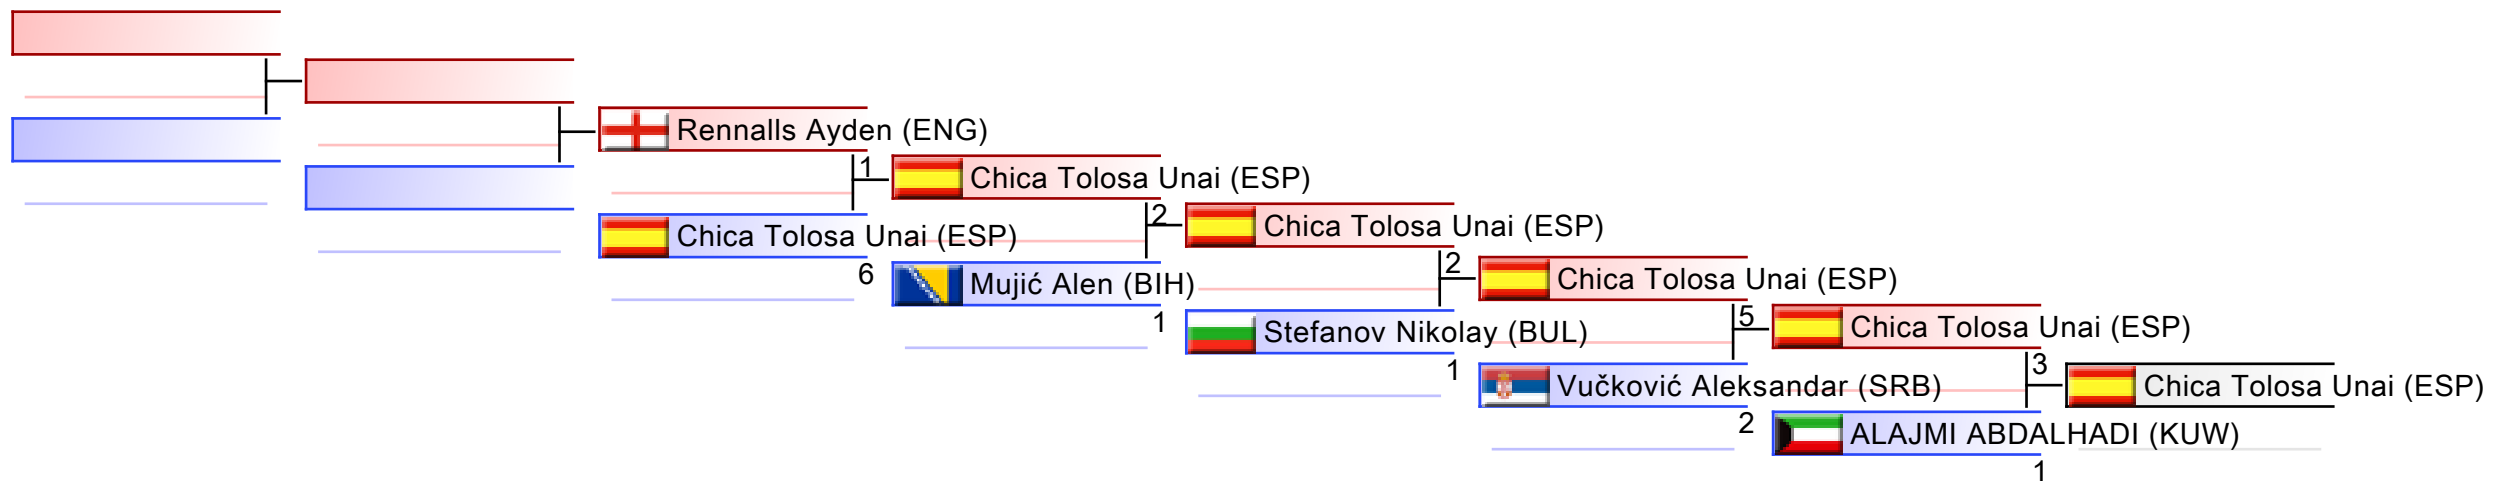 Rennalls Ayden (ENG)
1
Chica Tolosa Unai (ESP)
6
Chica Tolosa Unai (ESP)
2
Mujić Alen (BIH)
1
Chica Tolosa Unai (ESP)
2
Stefanov Nikolay (BUL)
1
Chica Tolosa Unai (ESP)
5
Vučković Aleksandar (SRB)
2
Chica Tolosa Unai (ESP)
3
ALAJMI ABDALHADI (KUW)
1
Chica Tolosa Unai (ESP)